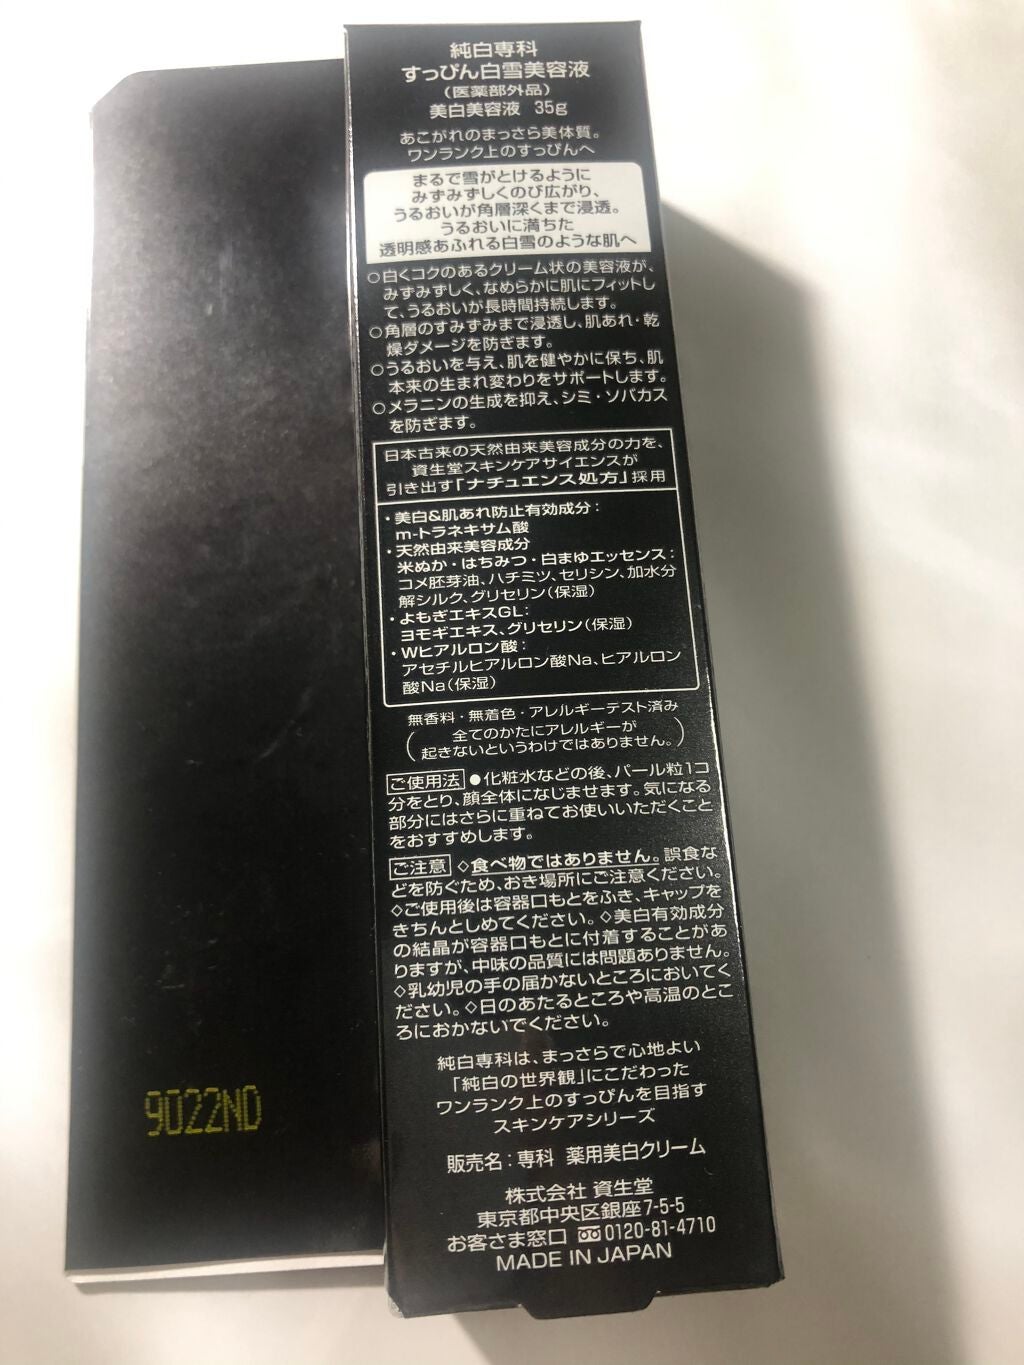 純白専科
すっぴん白雪美容液
(医薬部外品)
美白美容液 35g
あこがれのまっさら美体質。
ワンランク上のすっぴんへ
まるで雪がとけるように
みずみずしくのび広がり、
うるおいが角層深くまで浸透。
うるおいに満ちた
透明感あふれる白雪のような肌へ
○白くコクのあるクリーム状の美容液が、
みずみずしく、なめらかに肌にフィットし
て、うるおいが長時間持続します。
○角層のすみずみまで浸透し、肌あれ・乾
燥ダメージを防ぎます。
○うるおいを与え、肌を健やかに保ち、肌
本来の生まれ変わりをサポートします。
○メラニンの生成を抑え、シミ・ソバカス
を防ぎます。
日本古来の天然由来美容成分の力を、
資生堂スキンケアサイエンスが
引き出す「ナチュエンス処方」採用
・美白&肌あれ防止有効成分:
m-トラネキサム酸
・天然由来美容成分
米ぬか・はちみつ・白まゆエッセンス:
コメ胚芽油、ハチミツ、セリシン、加水分
解シルク、グリセリン(保湿)
・よもぎエキスGL:
ヨモギエキス、グリセリン(保湿)
・Wヒアルロン酸:
アセチルヒアルロン酸Na、ヒアルロン
酸Na(保湿)
無香料・無着色・アレルギーテスト済み
(全てのかたにアレルギーが
起きないというわけではありません。)
ご使用法 ●化粧水などの後、パール粒1コ
分をとり、顔全体になじませます。気になる
部分にはさらに重ねてお使いいただくこと
をおすすめします。
ご注意 ◇食べ物ではありません。誤食な
どを防ぐため、おき場所にご注意ください。
◇ご使用後は容器口もとをふき、キャップを
きちんとしめてください。◇美白有効成分
の結晶が容器口もとに付着することがあ
りますが、中味の品質には問題ありません。
◇乳幼児の手の届かないところにおいてく
ださい。◇日のあたるところや高温のとこ
ろにおかないでください。
純白専科は、まっさらで心地よい
「純白の世界観」にこだわった
ワンランク上のすっぴんを目指す
スキンケアシリーズ
販売名:専科 薬用美白クリーム
株式会社 資生堂
東京都中央区銀座7-5-5
お客さま窓口 0120-81-4710
MADE IN JAPAN
9022ND